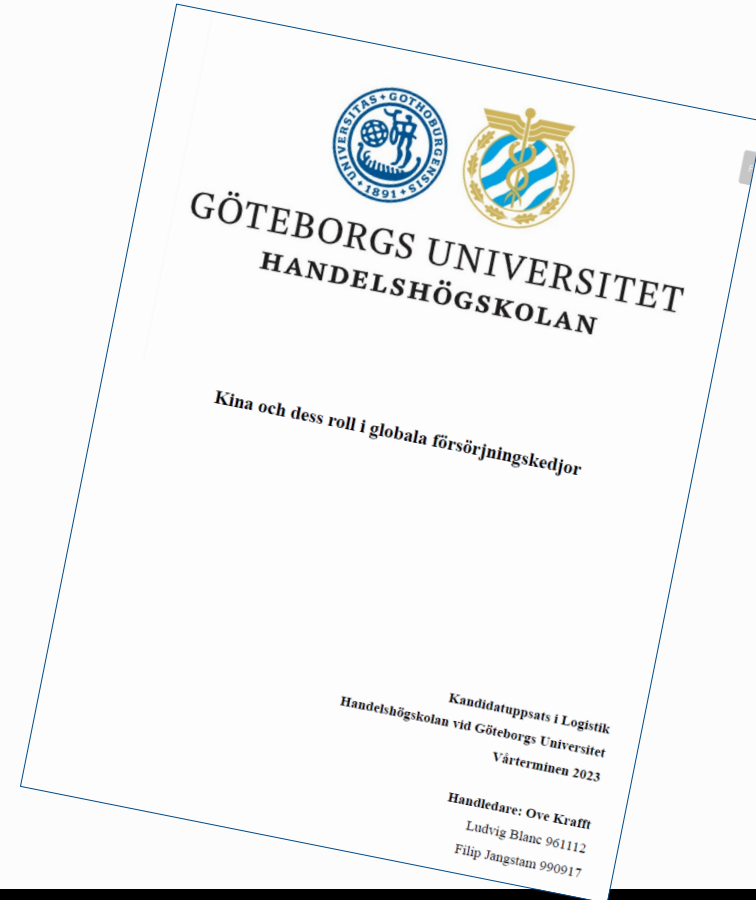 UNIVERSITAS • GOTHOBURGENSIS • 1891 •
GÖTEBORGS UNIVERSITET
HANDELSHÖGSKOLAN
Kina och dess roll i globala försörjningskedjor
Kandidatuppsats i Logistik
Handelshögskolan vid Göteborgs Universitet
Vårterminen 2023
Handledare: Ove Krafft
Ludvig Blanc 961112
Filip Jangstam 990917